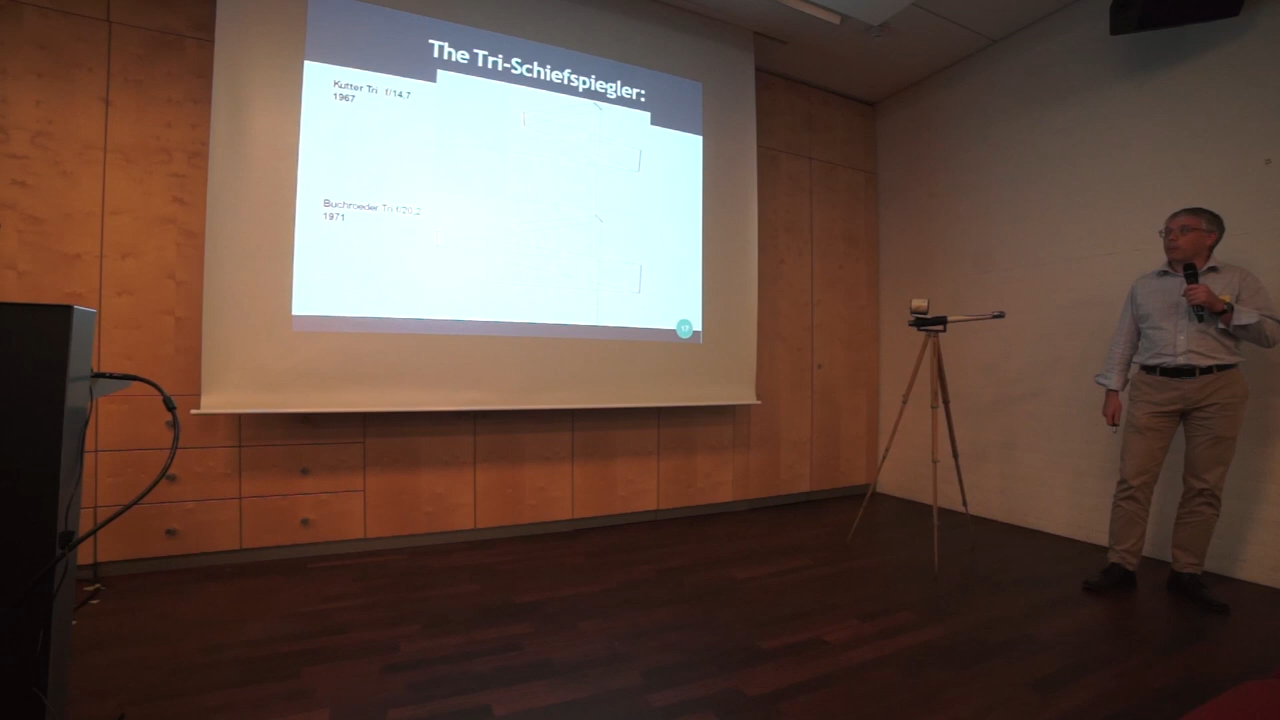 The Tri-Schiefspiegler:
Kutter Tri f/14,7
1967
Buchroeder Tri f/20,2
1971
17